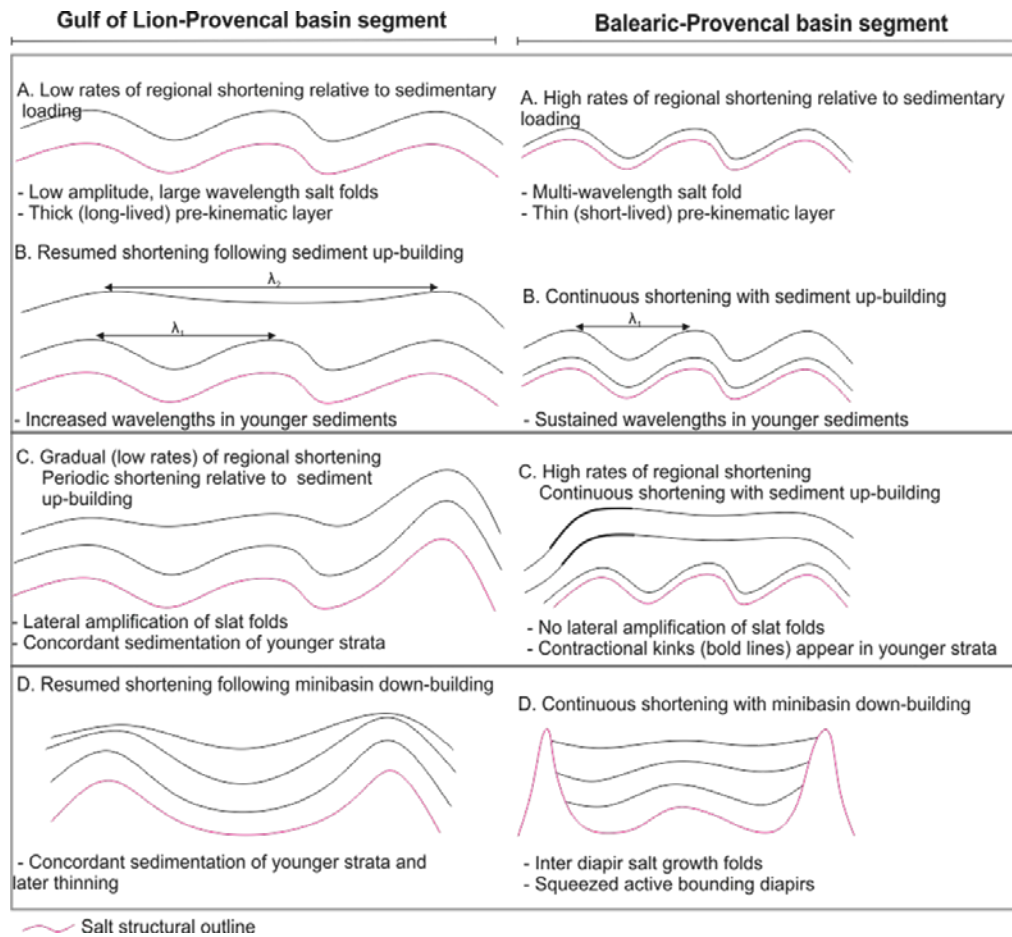 Gulf of Lion-Provencal basin segment
Balearic-Provencal basin segment
A. Low rates of regional shortening relative to sedimentary
loading
- Low amplitude, large wavelength salt folds
- Thick (long-lived) pre-kinematic layer
B. Resumed shortening following sediment up-building
λ₂
λ₁
- Increased wavelengths in younger sediments
A. High rates of regional shortening relative to sedimentary
loading
- Multi-wavelength salt fold
- Thin (short-lived) pre-kinematic layer
B. Continuous shortening with sediment up-building
λ₁
- Sustained wavelengths in younger sediments
C. Gradual (low rates) of regional shortening
Periodic shortening relative to sediment
up-building
- Lateral amplification of slat folds
- Concordant sedimentation of younger strata
C. High rates of regional shortening
Continuous shortening with sediment up-building
- No lateral amplification of slat folds
- Contractional kinks (bold lines) appear in younger strata
D. Resumed shortening following minibasin down-building
- Concordant sedimentation of younger strata and
later thinning
D. Continuous shortening with minibasin down-building
- Inter diapir salt growth folds
- Squeezed active bounding diapirs
Salt structural outline